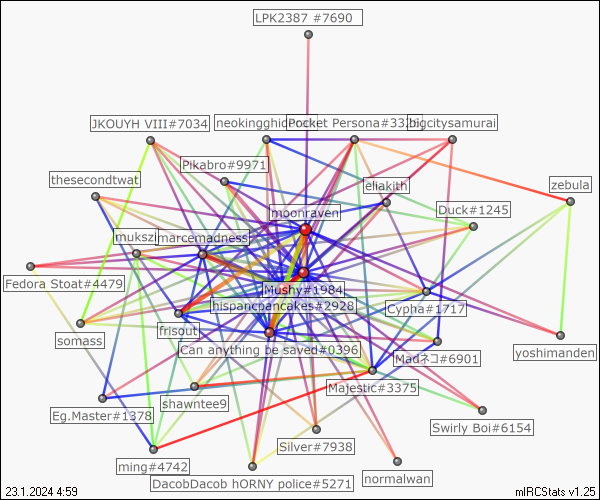 LPK2387 #7690
JKOUYH VIII#7034
Pocket Persona#3321
bigcitysamurai
Pikabro#9971
thesecondtwat
eliakith
zebula
moonraven
Duck#1245
marcemadness
Fedora Stoat#4479
Mushy#1984
hispancpancakes#2928
Cypha#1717
frisout
somass
Can anything be saved#0396
Madネコ#6901
yoshimanden
Majestic#3375
shawntee9
Eg.Master#1378
Swirly Boi#6154
Silver#7938
ming#4742
normalwan
DacobDacob hORNY police#5271
23.1.2024 4:59
mIRCStats v1.25